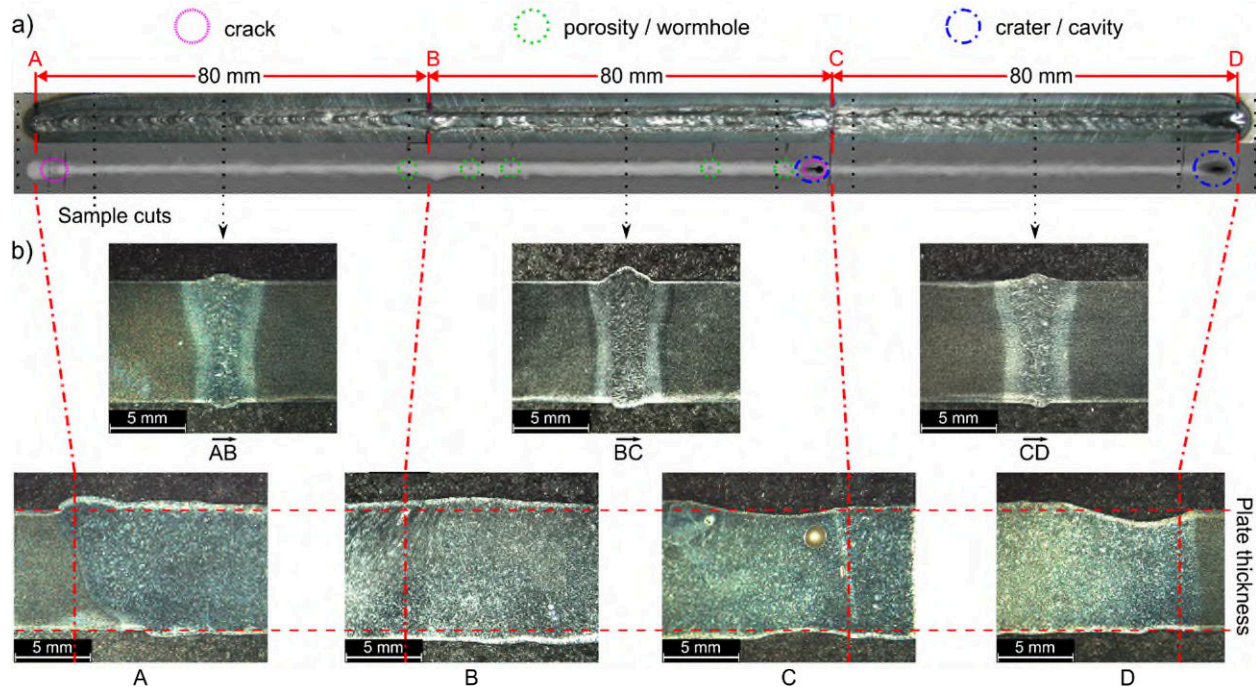 a)
crack
porosity / wormhole
crater / cavity
A
B
C
D
80 mm
80 mm
80 mm
Sample cuts
b)
5 mm
5 mm
5 mm
AB
BC
CD
5 mm
5 mm
5 mm
5 mm
Plate thickness
A
B
C
D